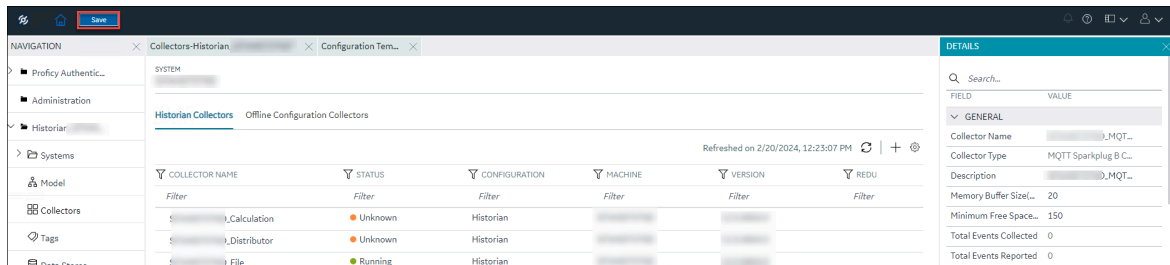 Save
NAVIGATION
Collectors-Historian
Configuration Tem...
DETAILS
Proficy Authentic...
Administration
Historian
Systems
Model
Collectors
Tags
Data Stores
SYSTEM
Historian Collectors Offline Configuration Collectors
Refreshed on 2/20/2024, 12:23:07 PM
COLLECTOR NAME STATUS CONFIGURATION MACHINE VERSION REDU
Filter Filter Filter Filter Filter Filter
_Calculation Unknown Historian
_Distributor Unknown Historian
_File Running Historian
Search...
FIELD VALUE
GENERAL
Collector Name _MQT...
Collector Type MQTT Sparkplug B C...
Description _MQT...
Memory Buffer Size(... 20
Minimum Free Space... 150
Total Events Collected 0
Total Events Reported 0